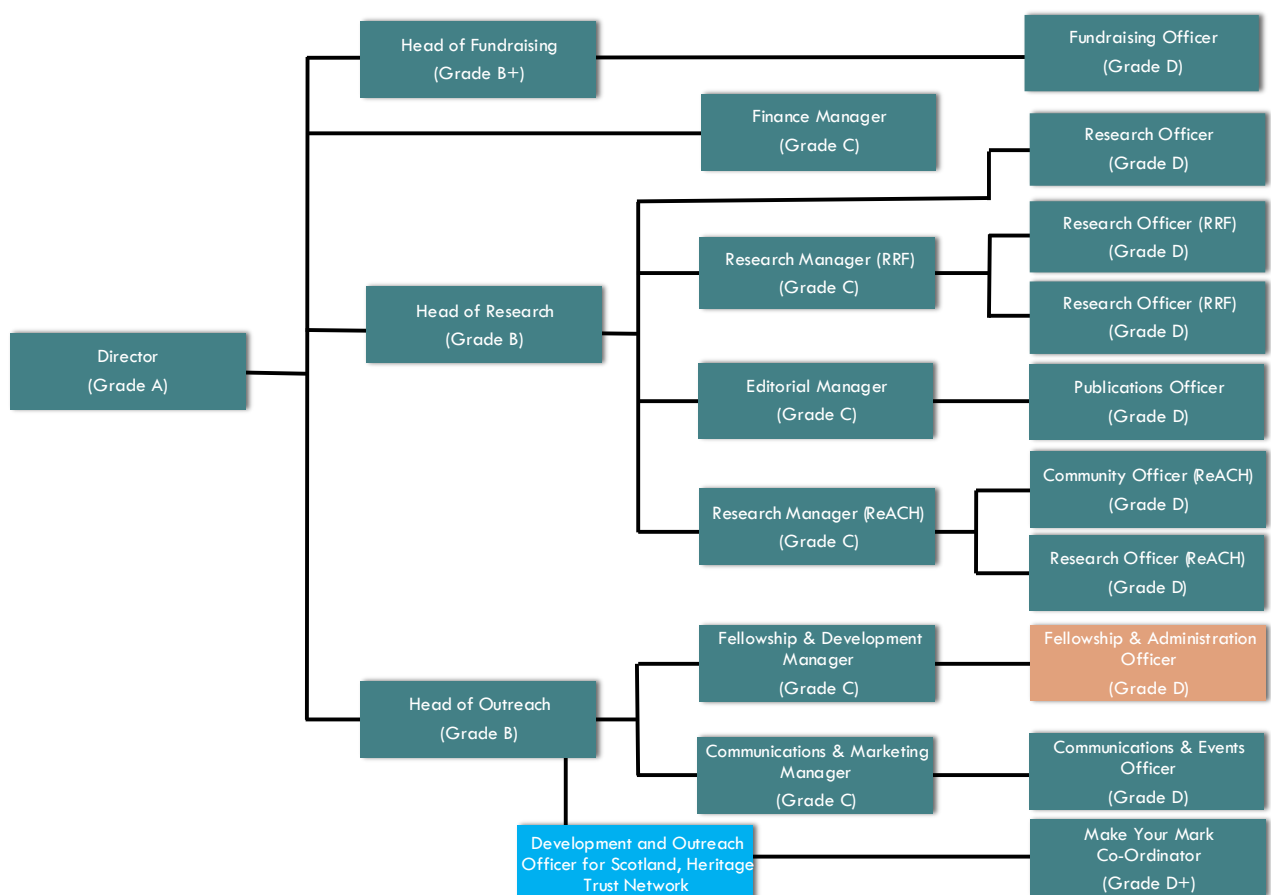 Head of Fundraising
(Grade B+)
Fundraising Officer
(Grade D)
Finance Manager
(Grade C)
Research Officer
(Grade D)
Research Manager (RRF)
(Grade C)
Research Officer (RRF)
(Grade D)
Research Officer (RRF)
(Grade D)
Head of Research
(Grade B)
Director
(Grade A)
Editorial Manager
(Grade C)
Publications Officer
(Grade D)
Research Manager (ReACH)
(Grade C)
Community Officer (ReACH)
(Grade D)
Research Officer (ReACH)
(Grade D)
Fellowship & Development
Manager
(Grade C)
Fellowship & Administration
Officer
(Grade D)
Head of Outreach
(Grade B)
Communications & Marketing
Manager
(Grade C)
Communications & Events
Officer
(Grade D)
Development and Outreach
Officer for Scotland, Heritage
Trust Network
Make Your Mark
Co-Ordinator
(Grade D+)